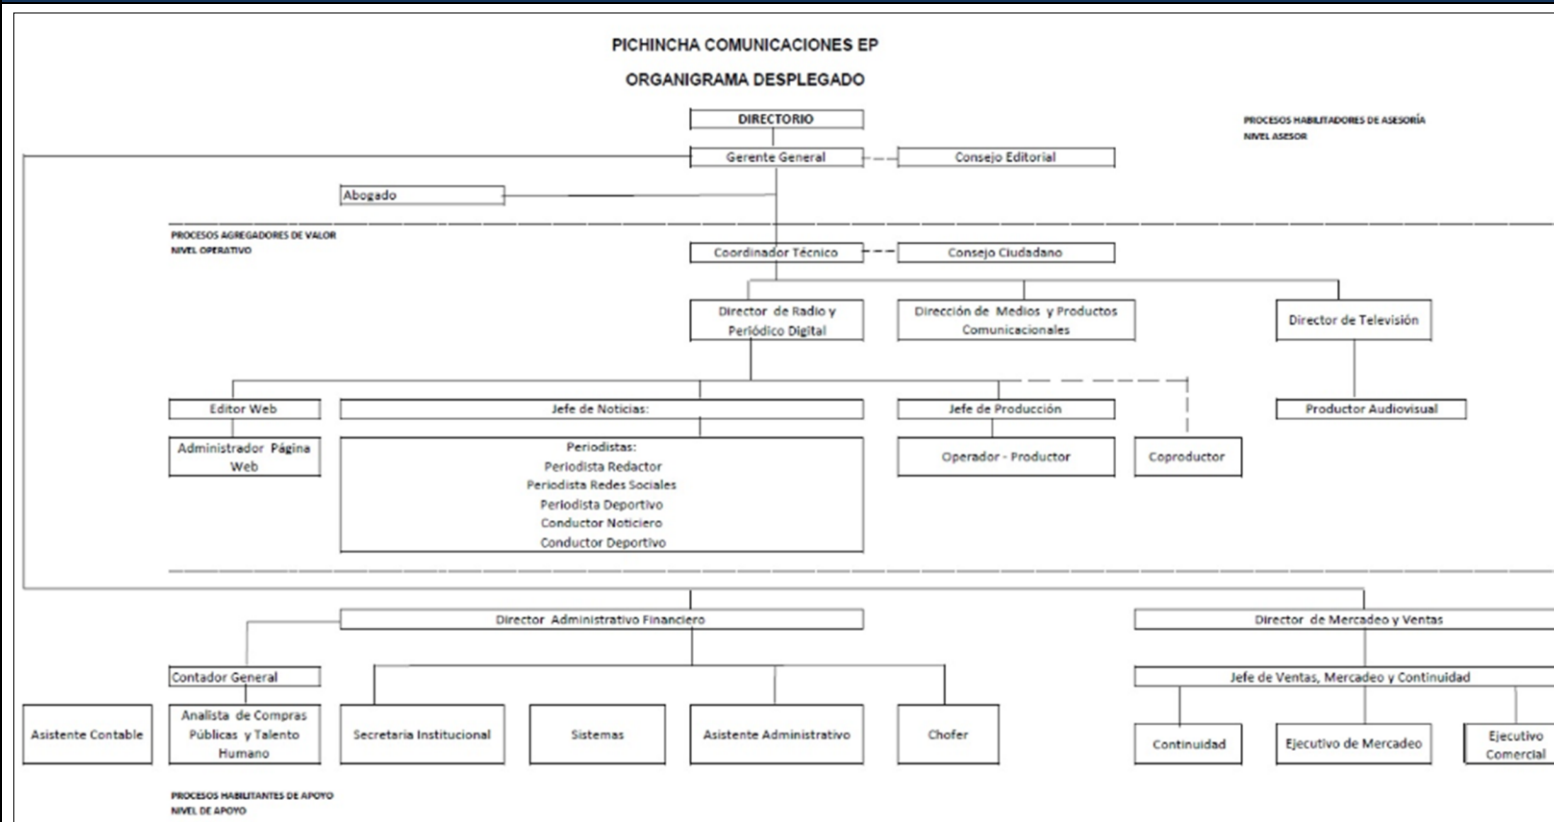 PICHINCHA COMUNICACIONES EP
ORGANIGRAMA DESPLEGADO
DIRECTORIO
PROCESOS HABILITADORES DE ASESORÍA
NIVEL ASESOR
Gerente General
Consejo Editorial
Abogado
PROCESOS AGREGADORES DE VALOR
NIVEL OPERATIVO
Coordinador Técnico
Consejo Ciudadano
Director de Radio y
Periódico Digital
Dirección de Medios y Productos
Comunicacionales
Director de Televisión
Editor Web
Jefe de Noticias:
Jefe de Producción
Productor Audiovisual
Administrador Página
Web
Periodistas:
Periodista Redactor
Periodista Redes Sociales
Periodista Deportivo
Conductor Noticiero
Conductor Deportivo
Operador - Productor
Coproductor
Director Administrativo Financiero
Director de Mercadeo y Ventas
Contador General
Jefe de Ventas, Mercadeo y Continuidad
Asistente Contable
Analista de Compras
Públicas y Talento
Humano
Secretaria Institucional
Sistemas
Asistente Administrativo
Chofer
Continuidad
Ejecutivo de Mercadeo
Ejecutivo
Comercial
PROCESOS HABILITANTES DE APOYO
NIVEL DE APOYO